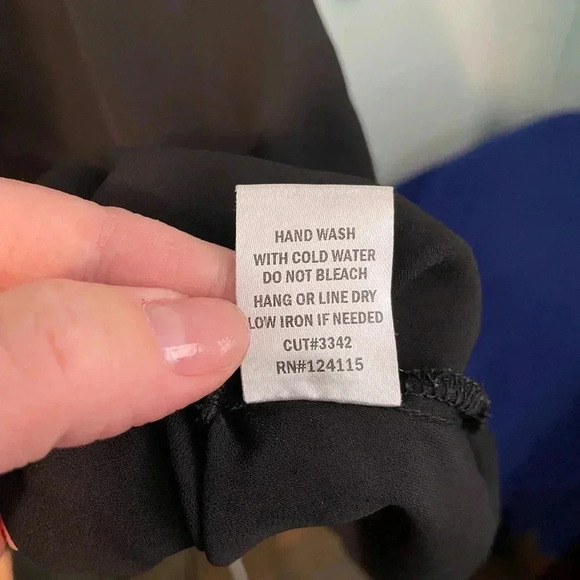 HAND WASH
WITH COLD WATER
DO NOT BLEACH
HANG OR LINE DRY
LOW IRON IF NEEDED
CUT#3342
RN#124115